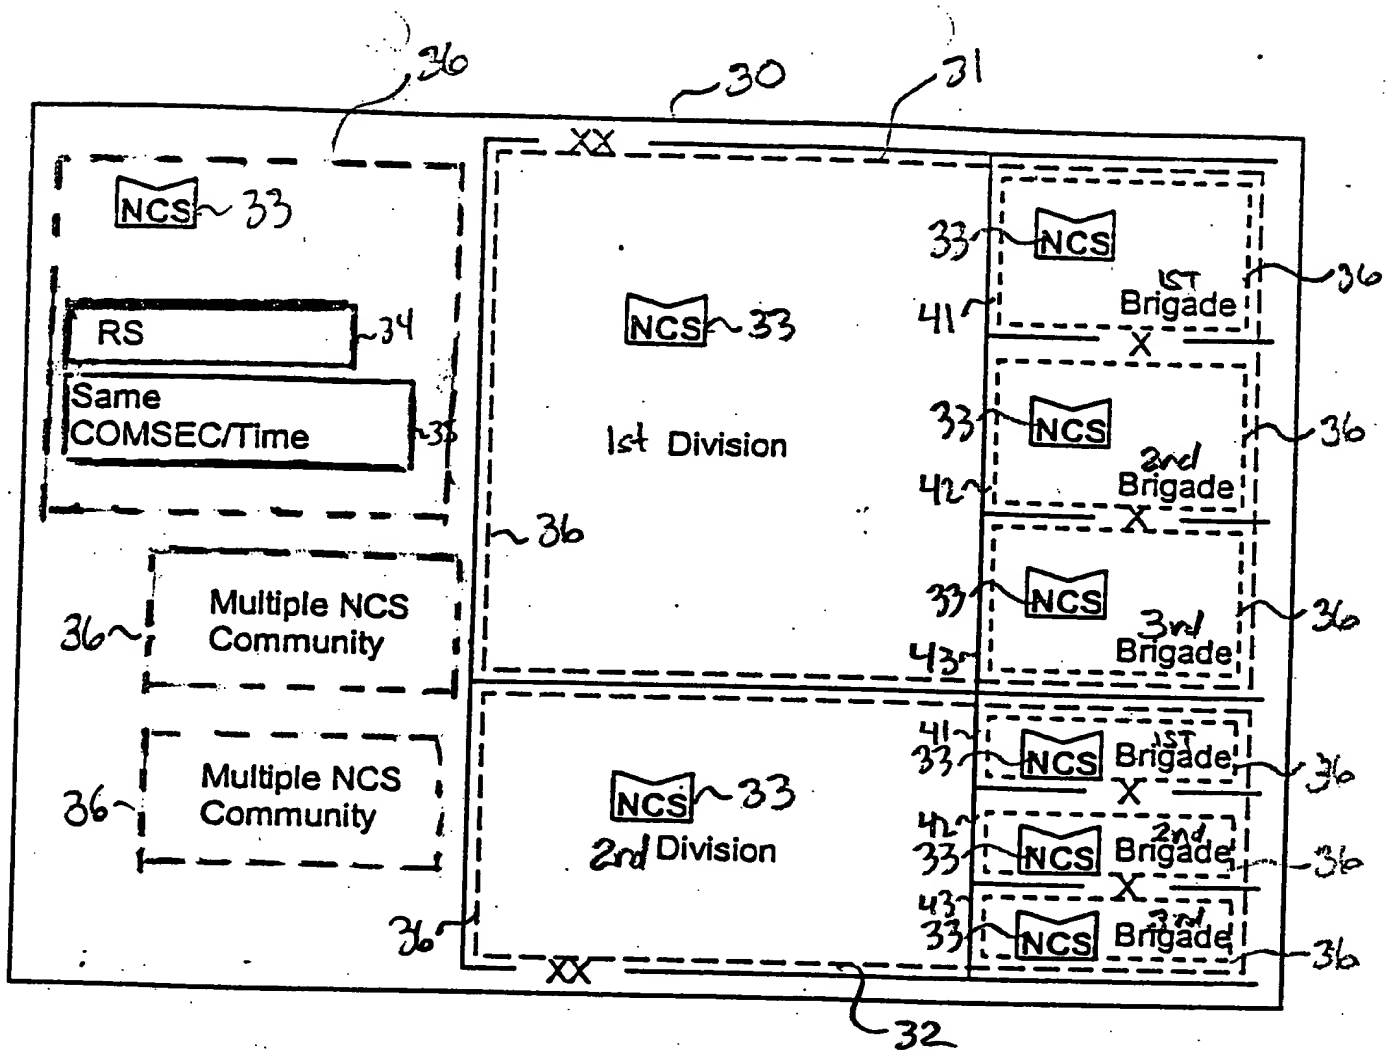 36
30
31
XX
NCS 33
RS 34
Same
COMSEC/Time 35
Multiple NCS
Community
36
Multiple NCS
Community
36
NCS 33
1st Division
36
NCS 33
2nd Division
36
XX
32
33 NCS
1ST
Brigade
36
41
X
33 NCS
2nd
Brigade
36
42
X
33 NCS
3rd
Brigade
36
43
41
33 NCS
1ST
Brigade
36
X
42
33 NCS
2nd
Brigade
36
X
43
33 NCS
3rd
Brigade
36